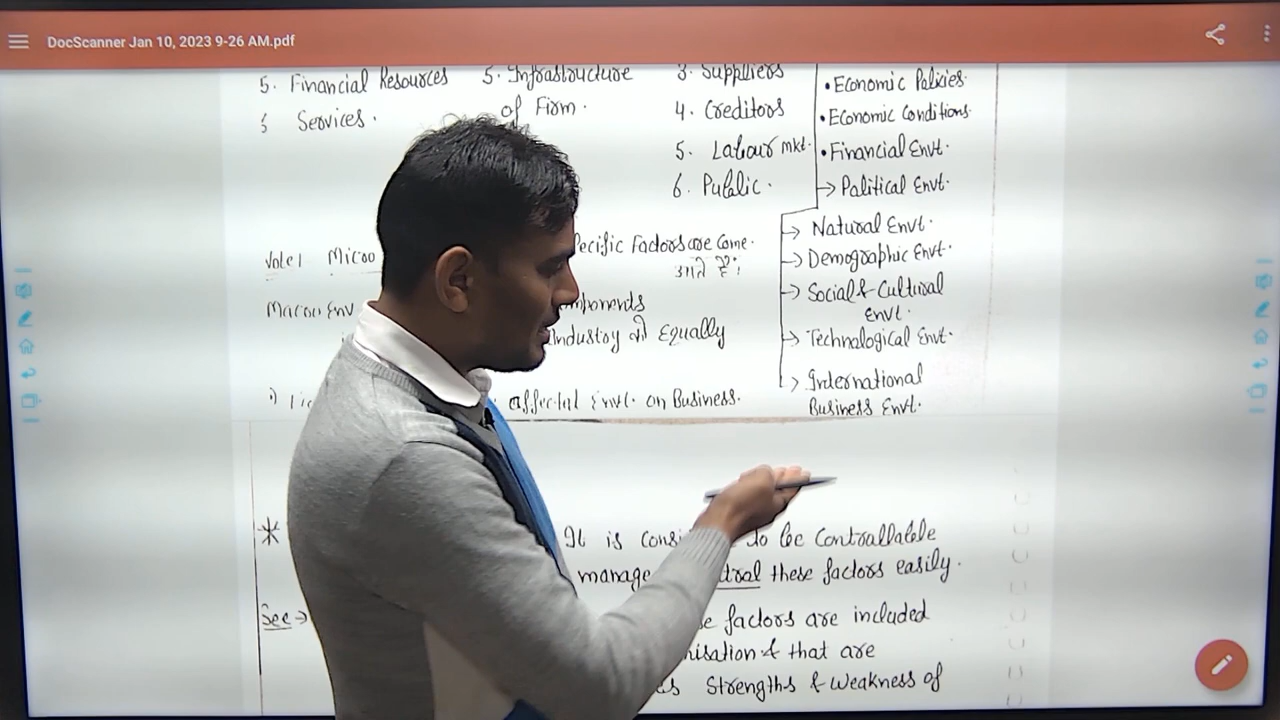 DocScanner Jan 10, 2023 9-26 AM.pdf
5. Financial Resources
& Services.
5. Infrastructure
of Firm.
3. Suppliers
4. Creditors
5. Labour mkt.
6. Public.
• Economic Policies.
• Economic Conditions.
• Financial Envt.
→ Political Envt.
→ Natural Envt.
→ Demographic Envt.
→ Social & Cultural
Envt.
→ Technological Envt.
→ International
Business Envt.
Note 1 Micro
pecific Factors are Come
आते हैं।
Macro Env
mponents
Industry को Equally
Envt. on Business.
* It is consi to be Controllable
manage these factors easily.
See →
factors are included
nisation & that are
Strengths & Weakness of